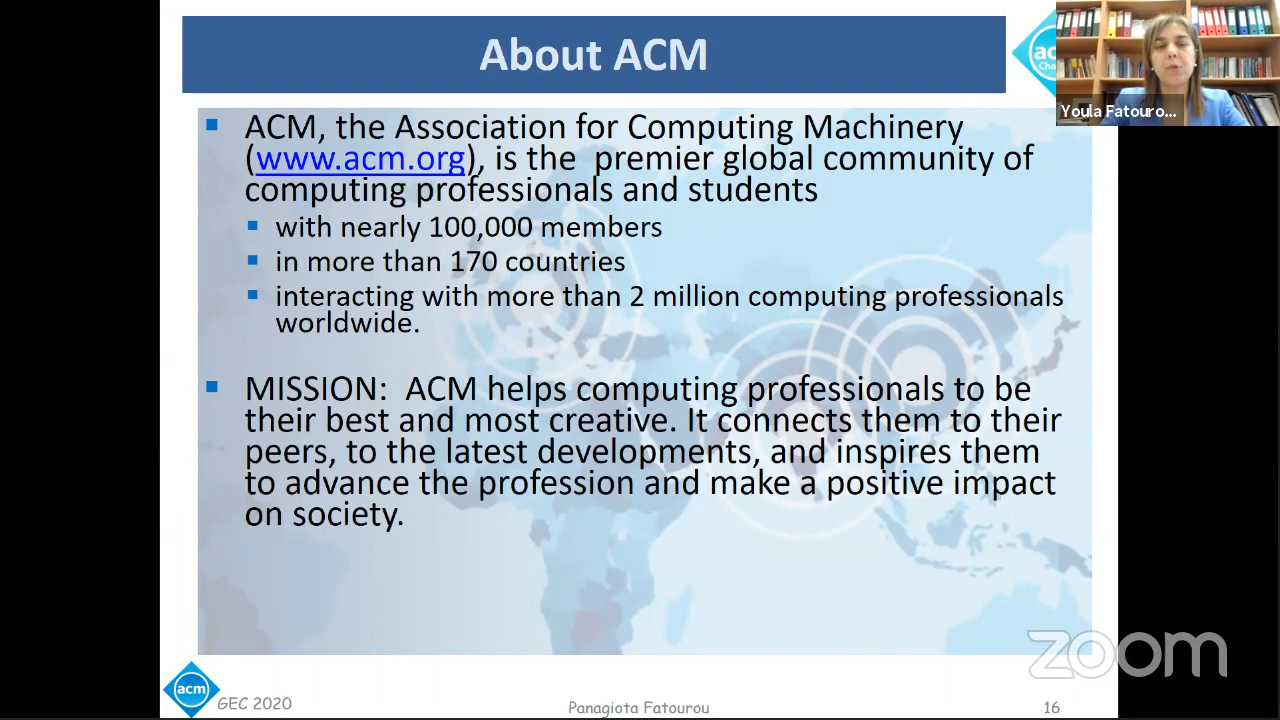 About ACM
ac
Cha
Youla Fatouro...
▪ ACM, the Association for Computing Machinery
(www.acm.org), is the premier global community of
computing professionals and students
▪ with nearly 100,000 members
▪ in more than 170 countries
▪ interacting with more than 2 million computing professionals
worldwide.
▪ MISSION: ACM helps computing professionals to be
their best and most creative. It connects them to their
peers, to the latest developments, and inspires them
to advance the profession and make a positive impact
on society.
zoom
acm
GEC 2020
Panagiota Fatourou
16